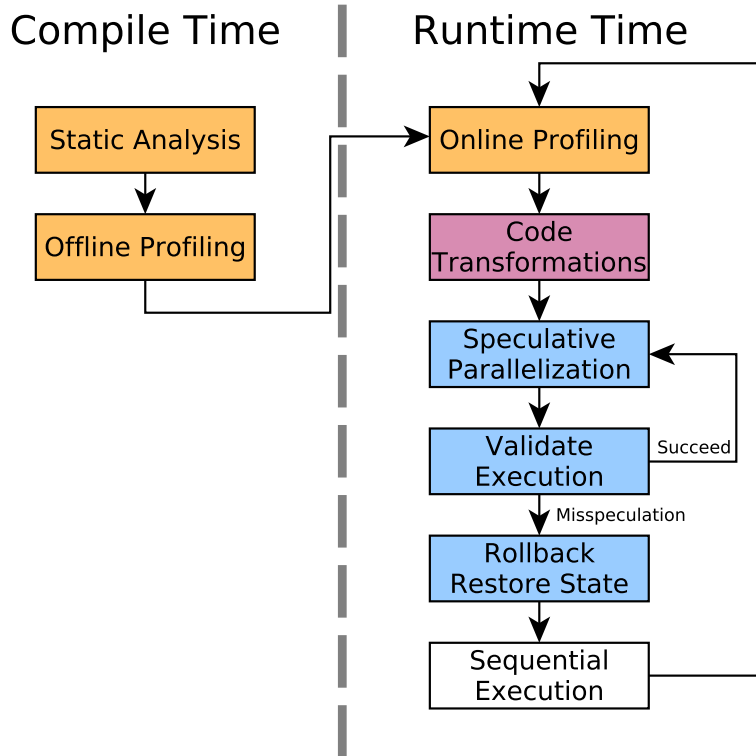 Compile Time
Runtime Time
Static Analysis
Online Profiling
Offline Profiling
Code
Transformations
Speculative
Parallelization
Validate
Execution
Succeed
Misspeculation
Rollback
Restore State
Sequential
Execution